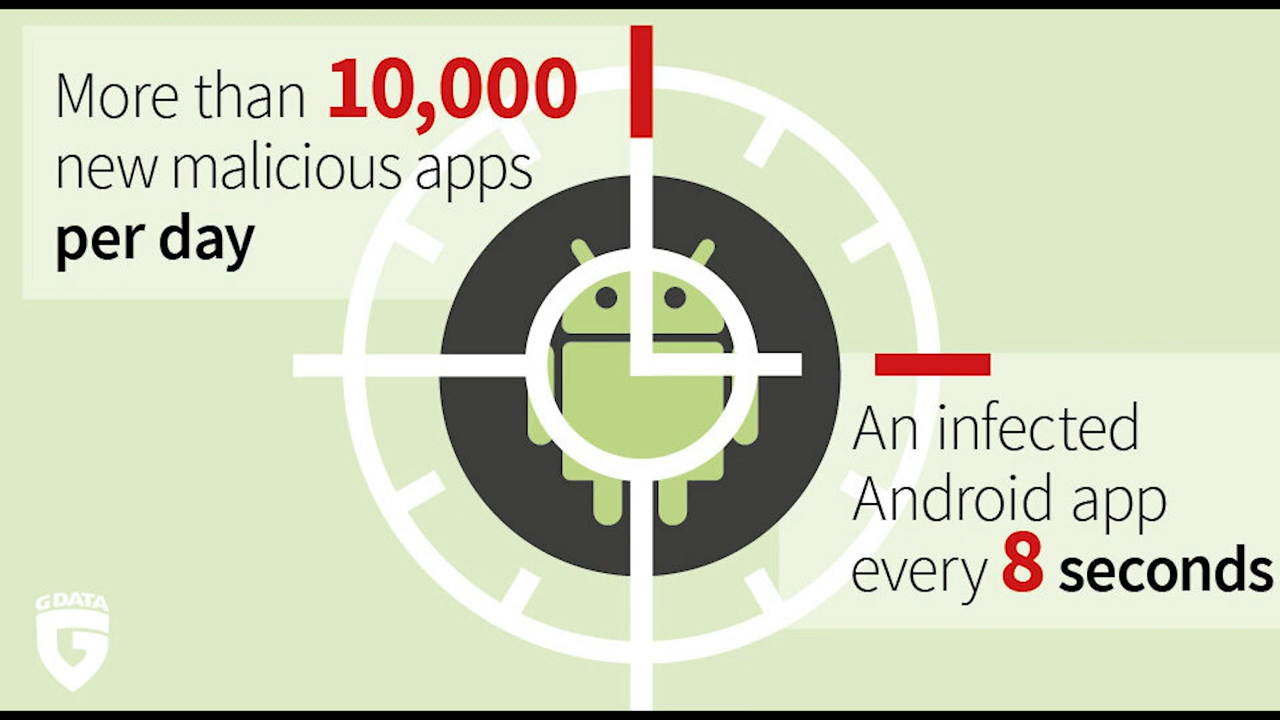 More than 10,000
new malicious apps
per day
An infected
Android app
every 8 seconds
G DATA